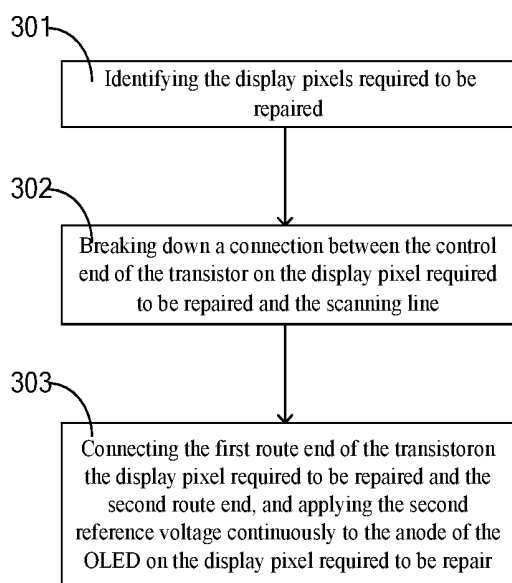 301
Identifying the display pixels required to be
repaired
302
Breaking down a connection between the control
end of the transistor on the display pixel required
to be repaired and the scanning line
303
Connecting the first route end of the transistoron
the display pixel required to be repaired and the
second route end, and applying the second
reference voltage continuously to the anode of the
OLED on the display pixel required to be repair